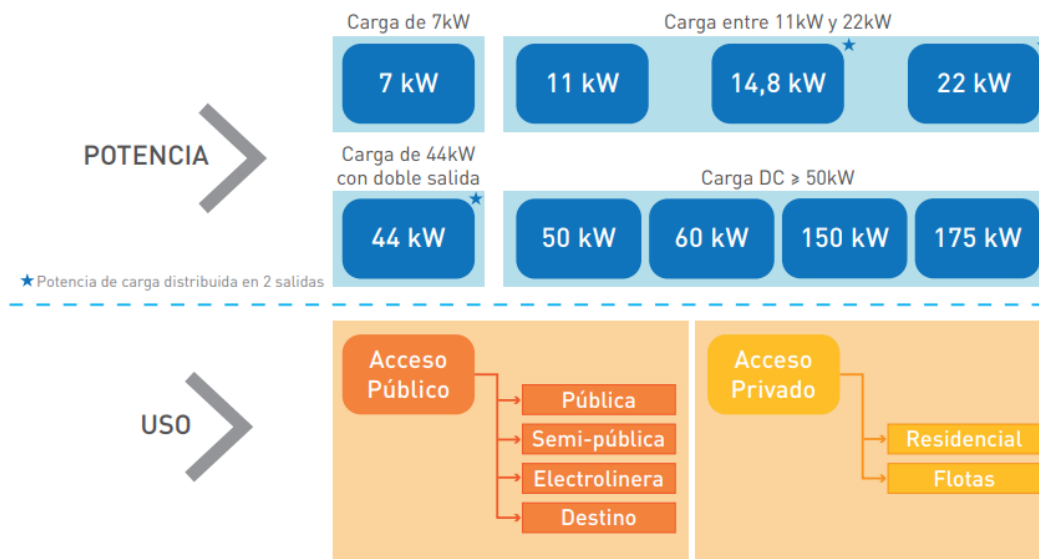 Carga de 7kW
Carga entre 11kW y 22kW
7 kW
11 kW
14,8 kW
22 kW
POTENCIA
Carga de 44kW
con doble salida
Carga DC ≥ 50kW
44 kW
50 kW
60 kW
150 kW
175 kW
★Potencia de carga distribuida en 2 salidas
USO
Acceso
Público
Pública
Semi-pública
Electrolinera
Destino
Acceso
Privado
Residencial
Flotas